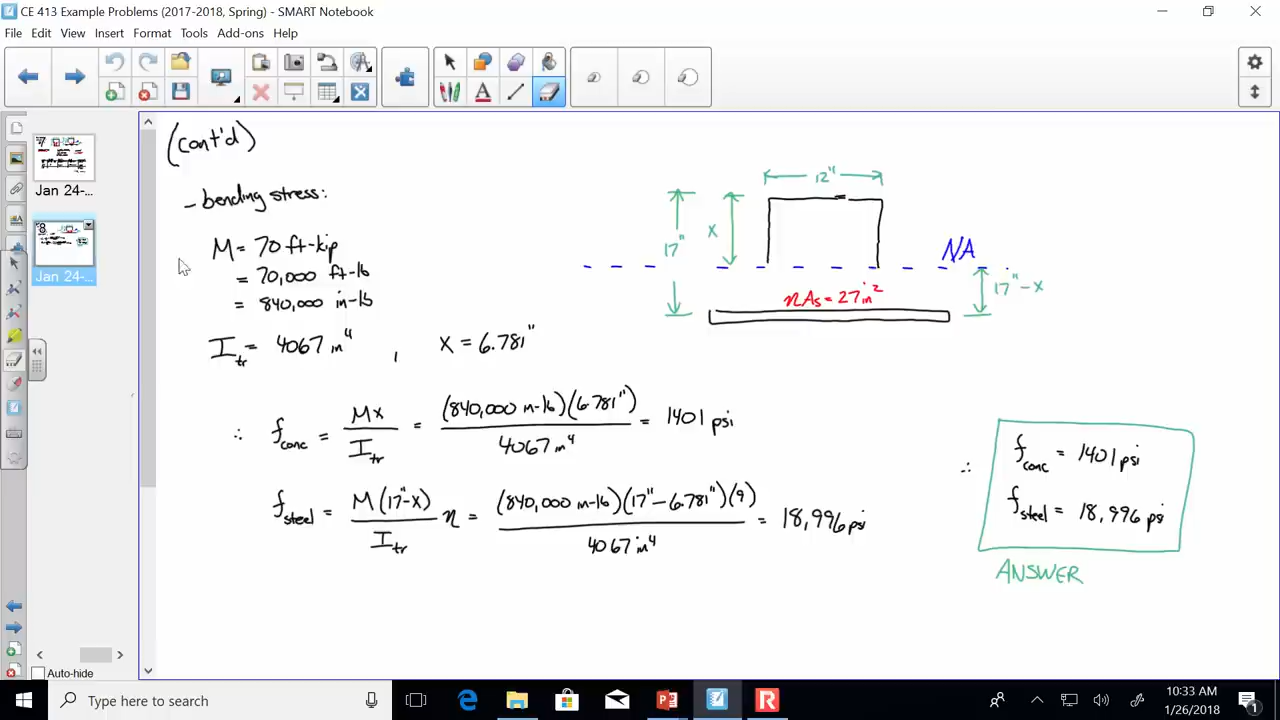 CE 413 Example Problems (2017-2018, Spring) - SMART Notebook
File Edit View Insert Format Tools Add-ons Help
Jan 24-...
Jan 24-...
Auto-hide
(cont'd)
- bending stress:
M = 70 ft-kip
= 70,000 ft-lb
= 840,000 in-lb
I_tr = 4067 in⁴ , x = 6.781"
∴ f_conc = Mx / I_tr = (840,000 in-lb)(6.781") / 4067 in⁴ = 1401 psi
f_steel = M(17"-x) / I_tr n = (840,000 in-lb)(17" - 6.781")(9) / 4067 in⁴ = 18,996 psi
12"
17"
x
NA
nAs = 27 in²
17" - x
∴ f_conc = 1401 psi
f_steel = 18,996 psi
ANSWER
Type here to search
10:33 AM
1/26/2018
1